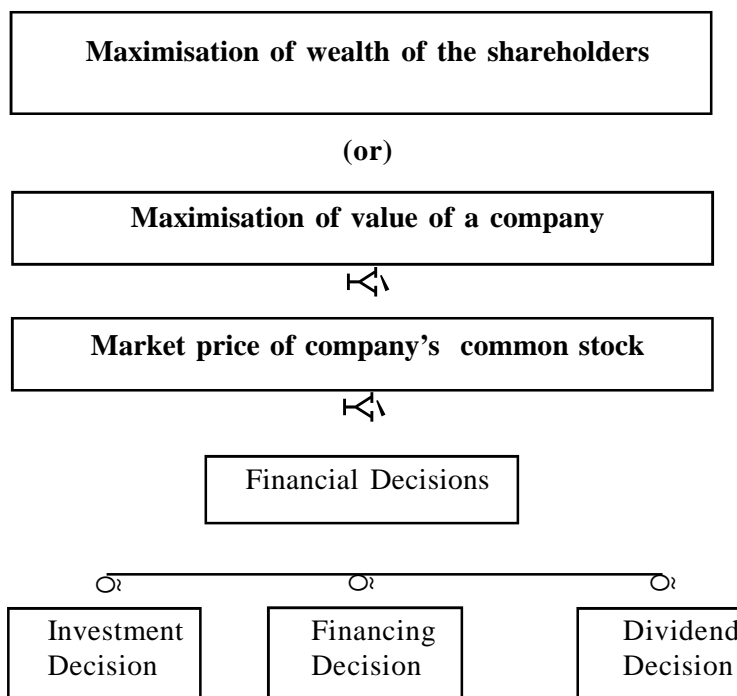 Maximisation of wealth of the shareholders
(or)
Maximisation of value of a company
Market price of company's common stock
Financial Decisions
Investment
Decision
Financing
Decision
Dividend
Decision